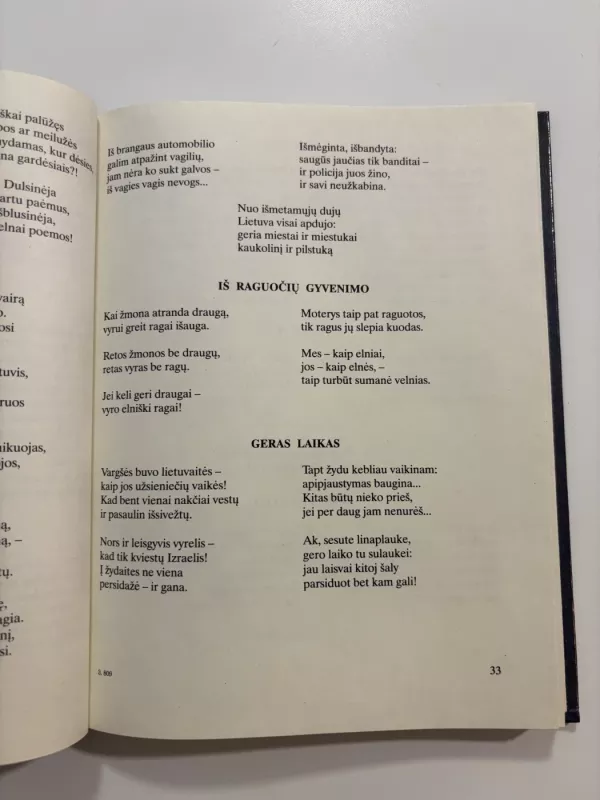 škai palūžęs
os ar meilužės
ydamas, kur dėsies,
na gardėsiais?!
Dulsinėja
artu paėmus,
šblusinėja,
elnai poemos!
vairą
o.
osi
tuvis,
ruos
ikuojas,
ojos,
ą,
ą, –
tų.
ę,
agia.
nį,
si.
Iš brangaus automobilio
galim atpažint vagilių,
jam nėra ko sukt galvos –
iš vagies vagis nevogs...
Išmėginta, išbandyta:
saugūs jaučias tik banditai –
ir policija juos žino,
ir savi neužkabina.
Nuo išmetamųjų dujų
Lietuva visai apdujo:
geria miestai ir miestukai
kaukolinį ir pilstuką
IŠ RAGUOČIŲ GYVENIMO
Kai žmona atranda draugą,
vyrui greit ragai išauga.
Retos žmonos be draugų,
retas vyras be ragų.
Jei keli geri draugai –
vyro elniški ragai!
Moterys taip pat raguotos,
tik ragus jų slepia kuodas.
Mes – kaip elniai,
jos – kaip elnės, –
taip turbūt sumanė velnias.
GERAS LAIKAS
Vargšės buvo lietuvaitės –
kaip jos užsieniečių vaikės!
Kad bent vienai nakčiai vestų
ir pasaulin išsivežtų.
Nors ir leisgyvis vyrelis –
kad tik kviestų Izraelis!
Į žydaites ne viena
persidažė – ir gana.
Tapt žydu kebliau vaikinam:
apipjaustymas baugina...
Kitas būtų nieko prieš,
jei per daug jam nenurėš...
Ak, sesute linaplauke,
gero laiko tu sulaukei:
jau laisvai kitoj šaly
parsiduot bet kam gali!
3. 809
33